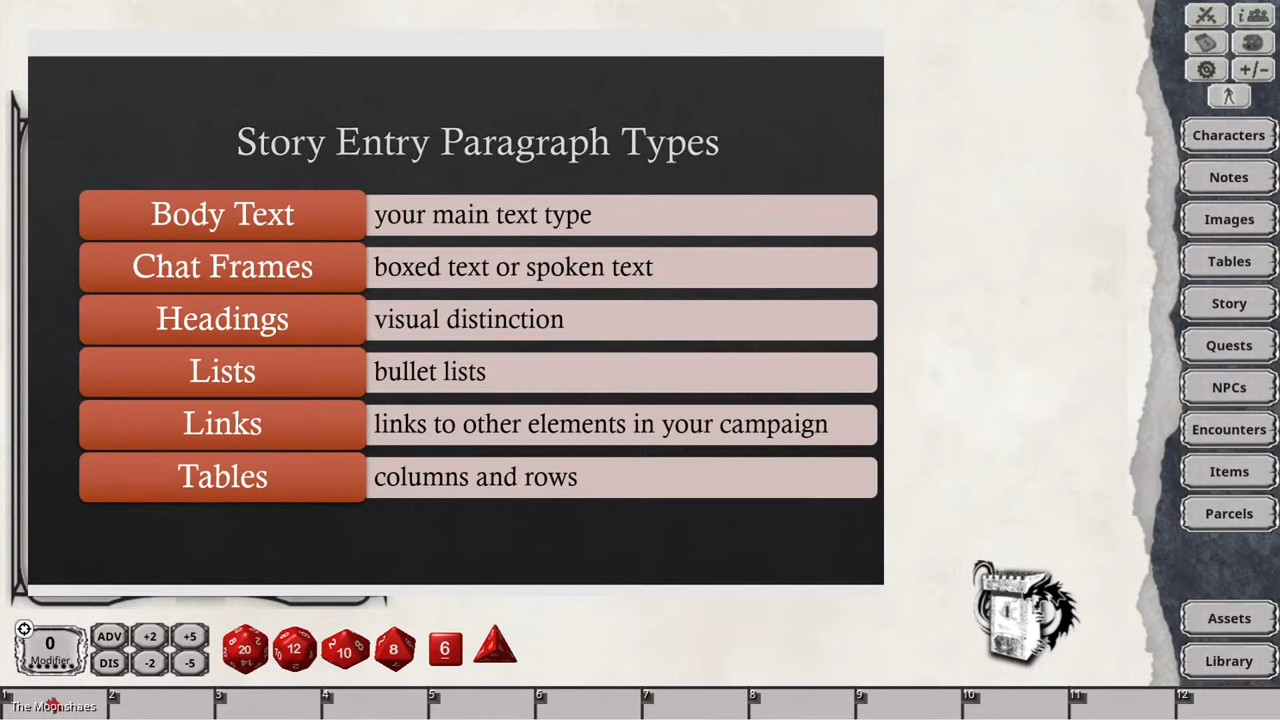 Story Entry Paragraph Types
Body Text your main text type
Chat Frames boxed text or spoken text
Headings visual distinction
Lists bullet lists
Links links to other elements in your campaign
Tables columns and rows
+/-
Characters
Notes
Images
Tables
Story
Quests
NPCs
Encounters
Items
Parcels
Assets
Library
0
Modifier
ADV +2 +5
DIS -2 -5
20 12 10 8 6
1 2 3 4 5 6 7 8 9 10 11 12
The Moonshaes